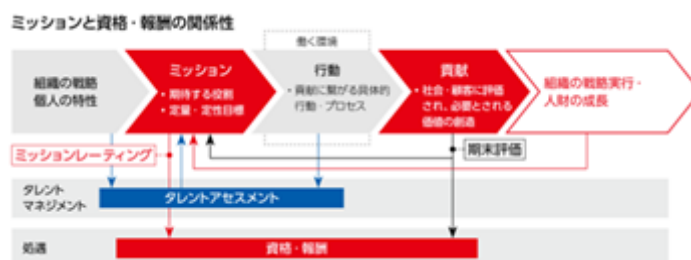 ミッションと資格・報酬の関係性
働く環境
組織の戦略
個人の特性
ミッション
・期待する役割
・定量・定性目標
行動
・貢献に繋がる具体的
行動・プロセス
貢献
・社会・顧客に評価
され、必要とされる
価値の創造
組織の戦略実行・
人財の成長
ミッションレーティング
期末評価
タレント
マネジメント
タレントアセスメント
処遇
資格・報酬